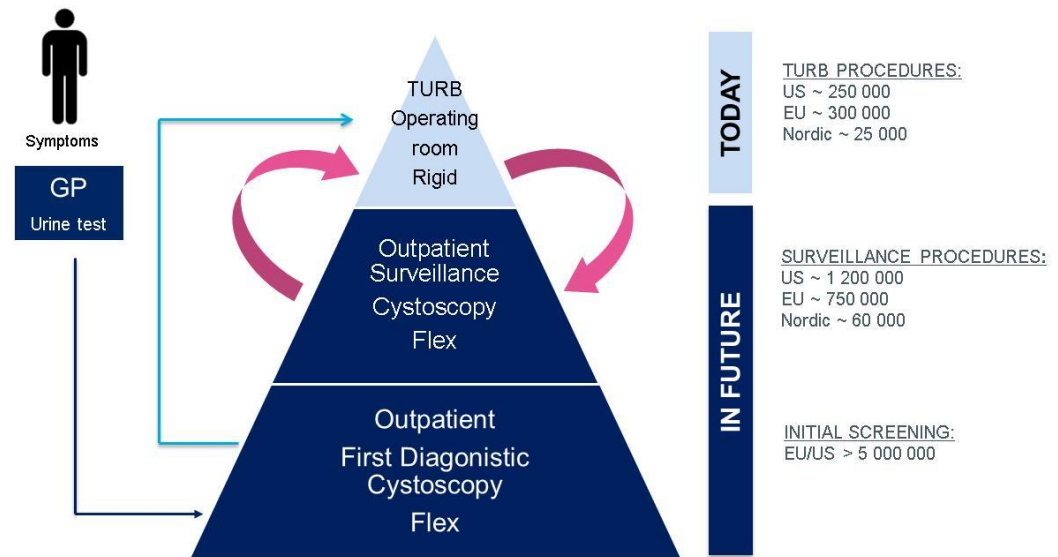 Symptoms
GP
Urine test
TURB
Operating
room
Rigid
Outpatient
Surveillance
Cystoscopy
Flex
Outpatient
First Diagonistic
Cystoscopy
Flex
TODAY
IN FUTURE
TURB PROCEDURES:
US ~ 250 000
EU ~ 300 000
Nordic ~ 25 000
SURVEILLANCE PROCEDURES:
US ~ 1 200 000
EU ~ 750 000
Nordic ~ 60 000
INITIAL SCREENING:
EU/US > 5 000 000